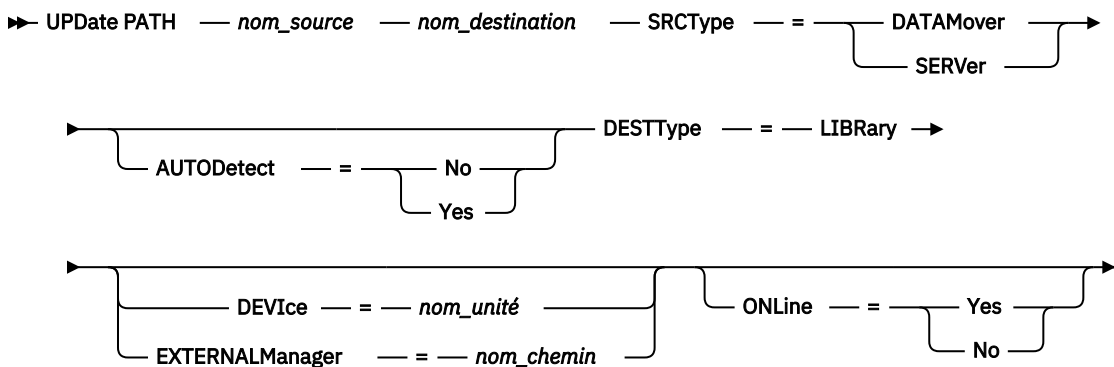 UPDate PATH nom_source nom_destination SRCType = DATAMover
SERVer
AUTODetect = No
Yes
DESTType = LIBRary
DEVIce = nom_unité
EXTERNALManager = nom_chemin
ONLine = Yes
No